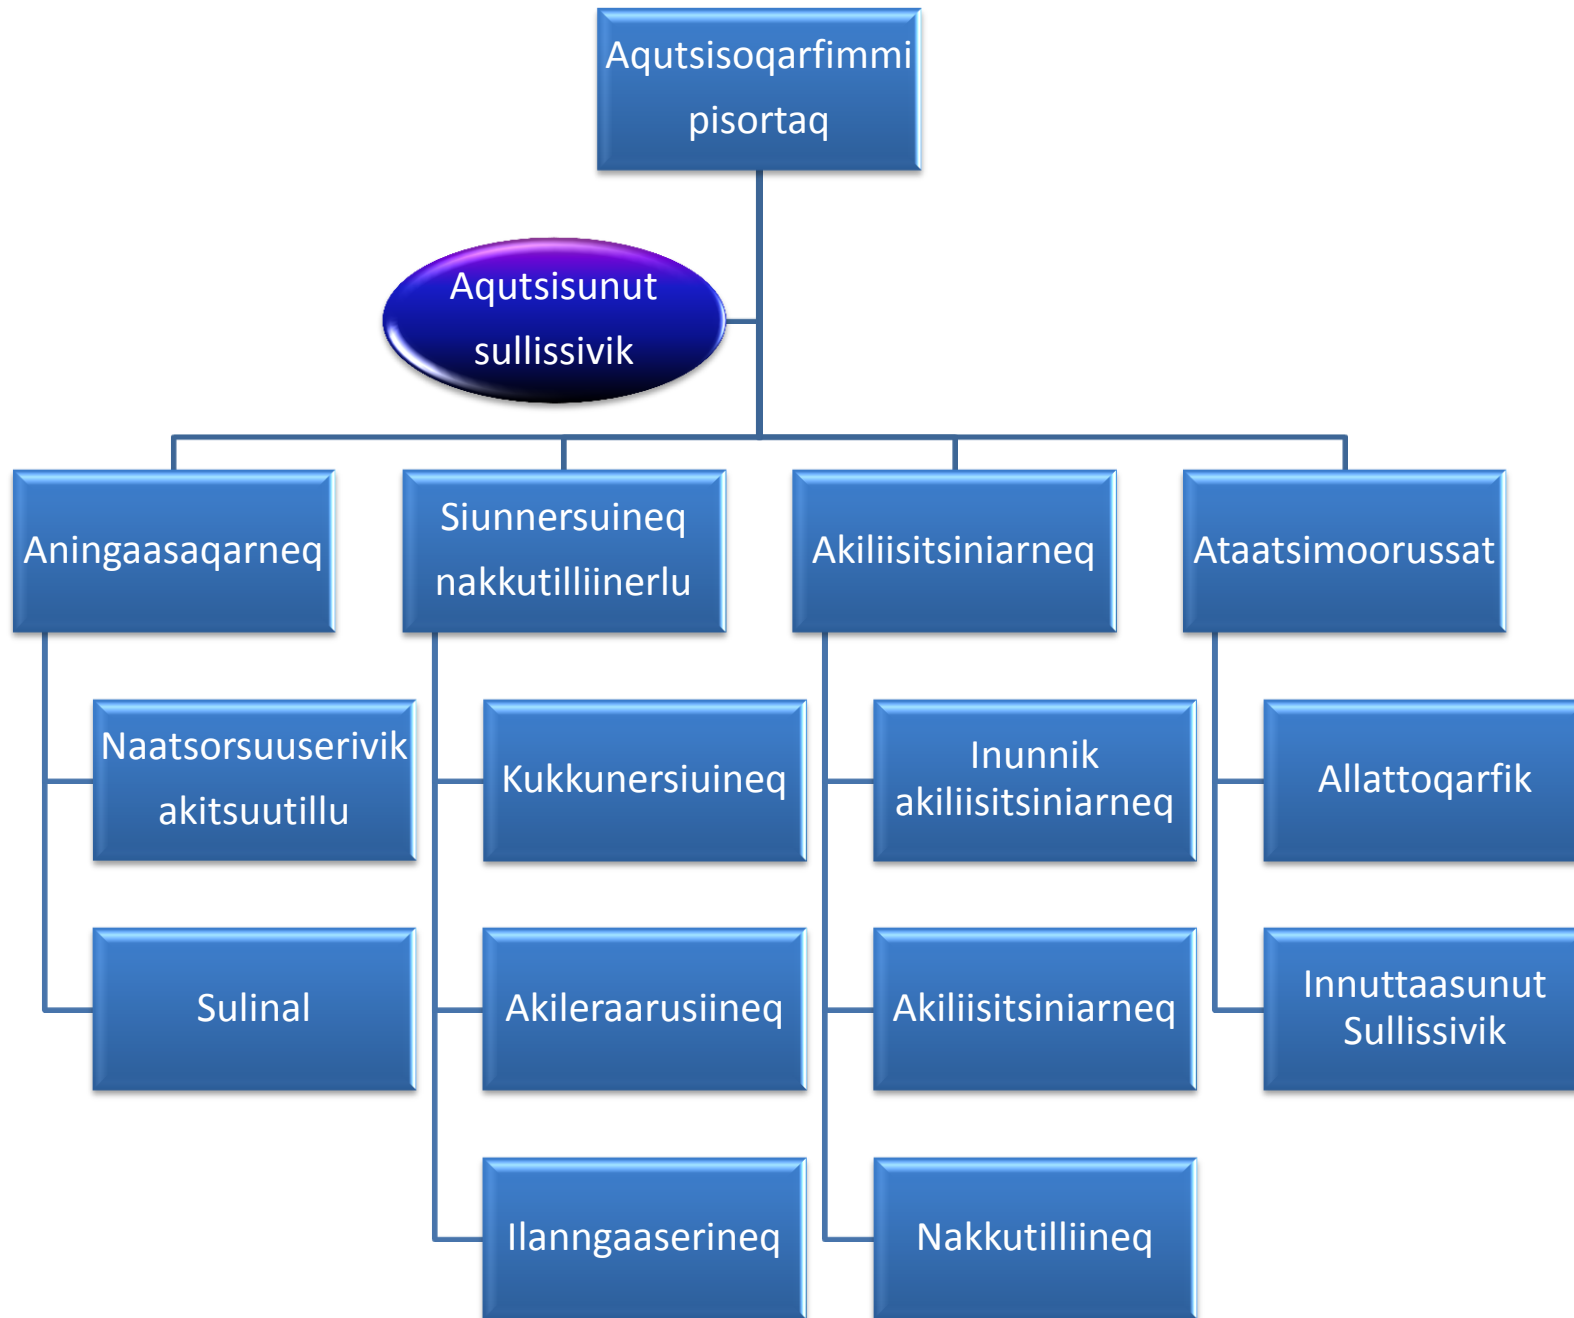 Aqutsisoqarfimmi
pisortaq
Aqutsisunut
sullissivik
Aningaasaqarneq
Siunnersuineq
nakkutilliinerlu
Akiliisitsiniarneq
Ataatsimoorussat
Naatsorsuuserivik
akitsuutillu
Kukkunersiuineq
Inunnik
akiliisitsiniarneq
Allattoqarfik
Sulinal
Akileraarusiineq
Akiliisitsiniarneq
Innuttaasunut
Sullissivik
Ilanngaaserineq
Nakkutilliineq